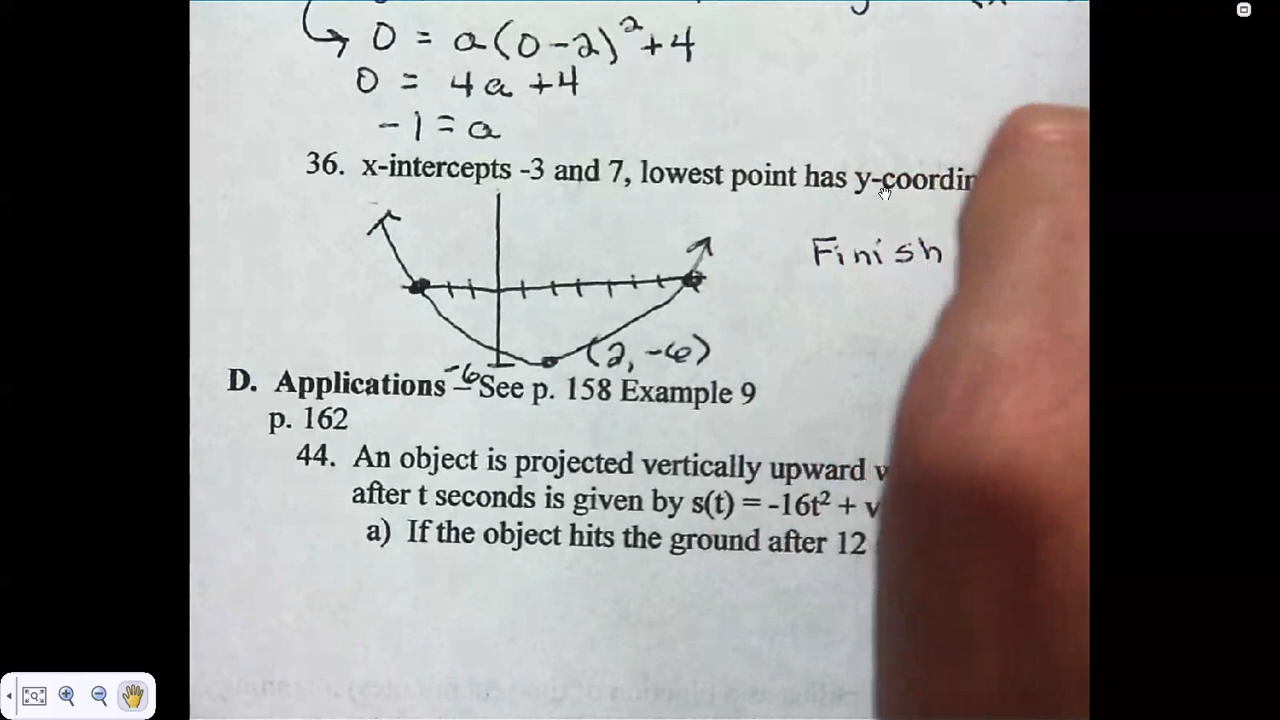 0 = a(0-2)²+4
0 = 4a +4
-1 = a
36. x-intercepts -3 and 7, lowest point has y-coordin
Finish
(2, -6)
-6
D. Applications – See p. 158 Example 9
p. 162
44. An object is projected vertically upward
after t seconds is given by s(t) = -16t² + v
a) If the object hits the ground after 12